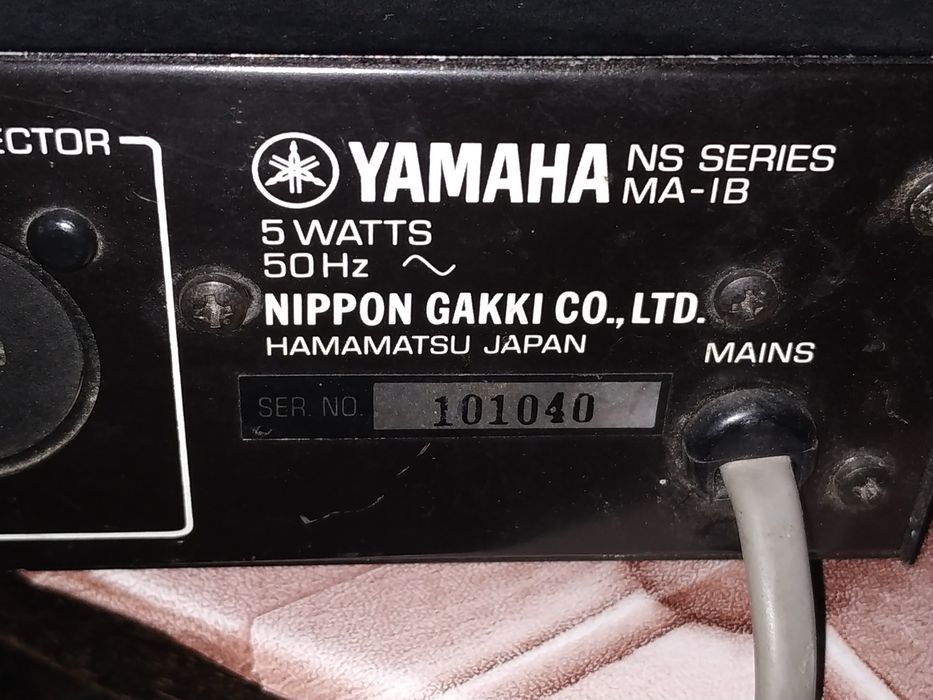 ECTOR
YAMAHA NS SERIES
MA-1B
5 WATTS
50Hz ~
NIPPON GAKKI CO., LTD.
HAMAMATSU JAPAN
MAINS
SER. NO. 101040